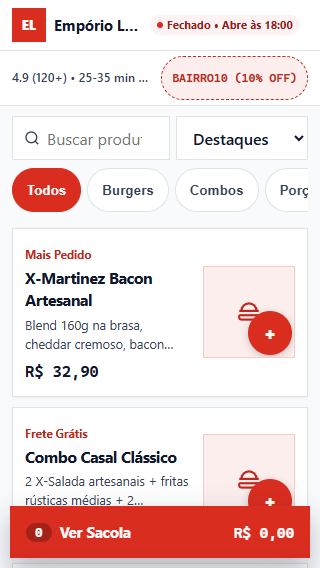 EL
Empório L...
Fechado • Abre às 18:00
4.9 (120+) • 25-35 min ...
BAIRRO10 (10% OFF)
Buscar produ
Destaques
Todos
Burgers
Combos
Porç
Mais Pedido
X-Martinez Bacon
Artesanal
Blend 160g na brasa,
cheddar cremoso, bacon...
R$ 32,90
+
Frete Grátis
Combo Casal Clássico
2 X-Salada artesanais + fritas
rústicas médias + 2...
+
0
Ver Sacola
R$ 0,00